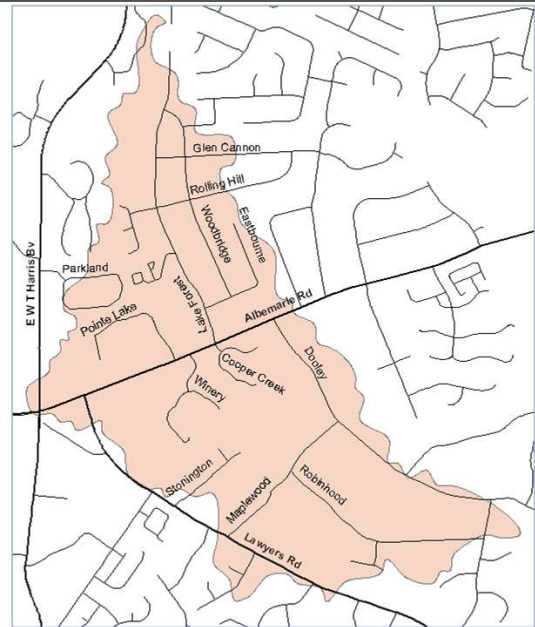 Glen Cannon
Rolling Hill
Woodbridge
Eastbourne
E W T Harris Bv
Parkland
Lake Forest
Pointe Lake
Albemarle Rd
Cooper Creek
Dooley
Winery
Stonington
Maplewood
Robinhood
Lawyers Rd